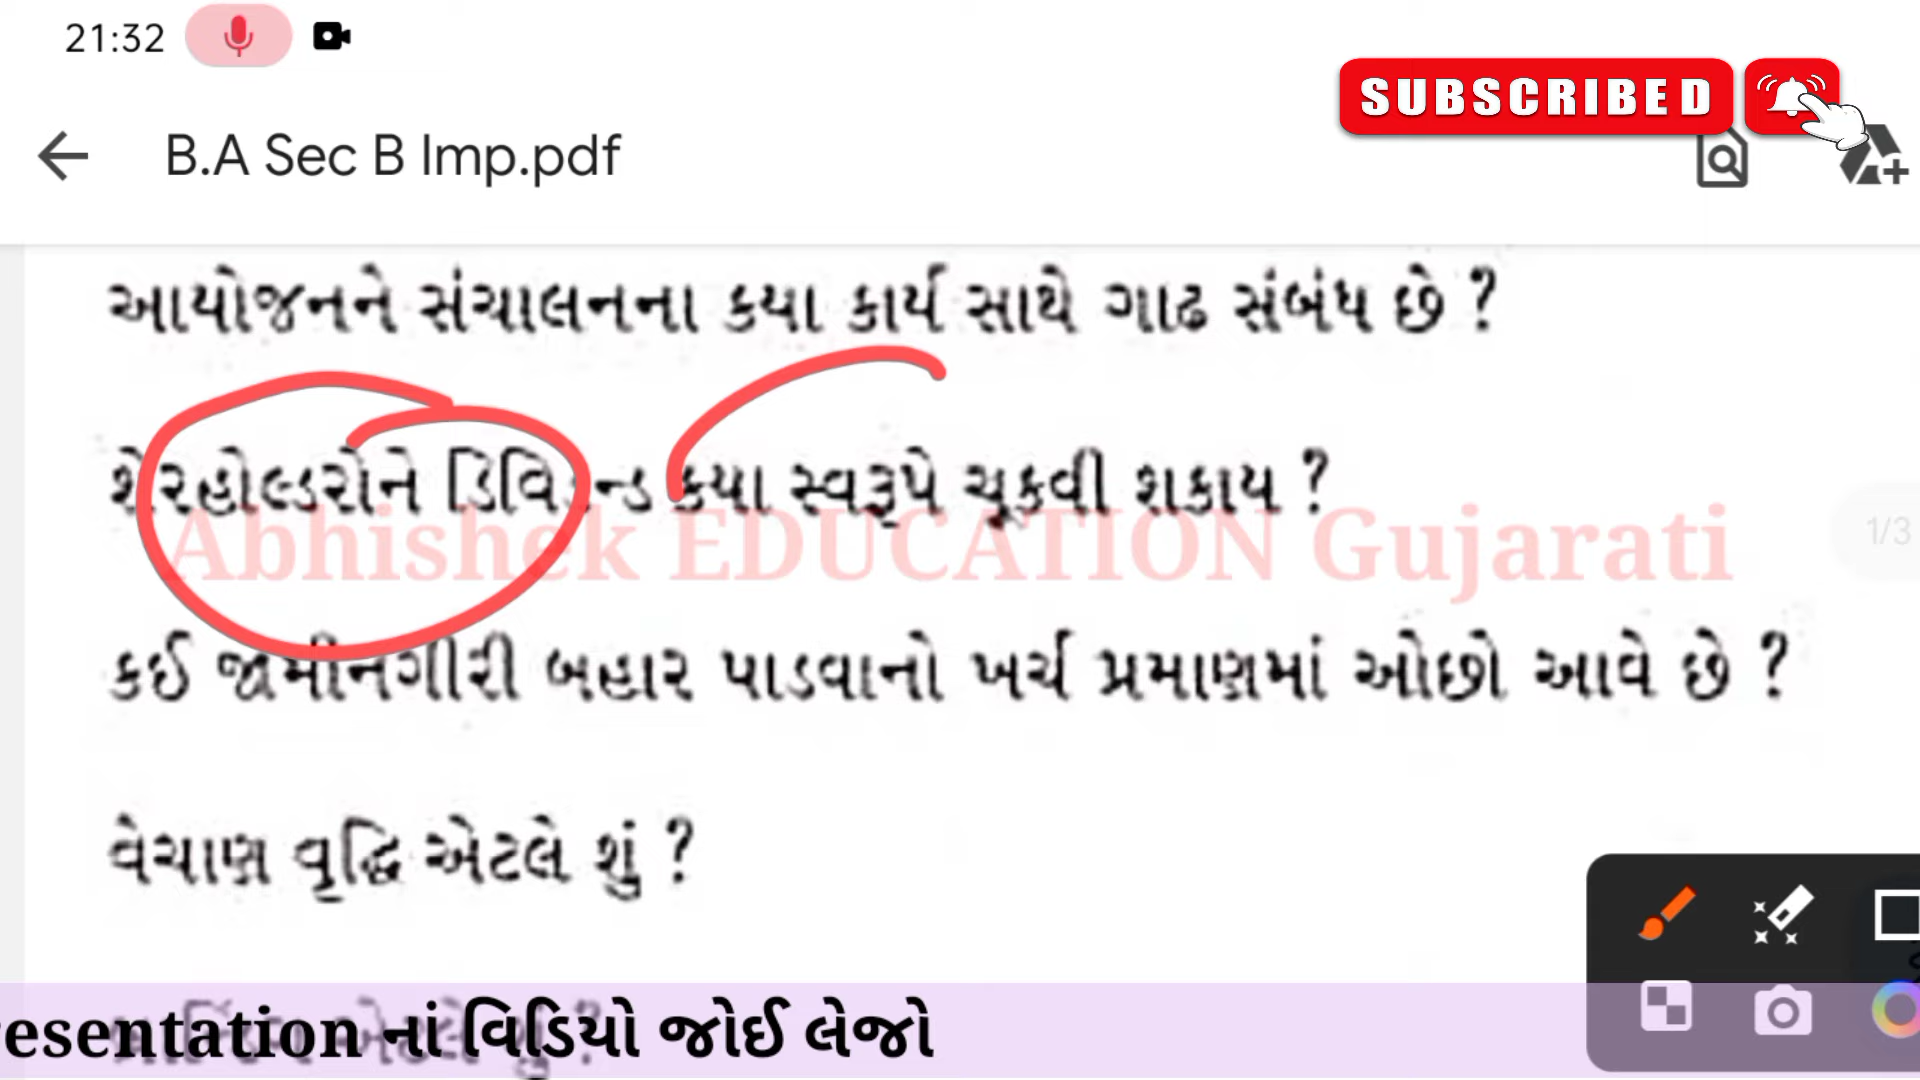 21:32
SUBSCRIBED
B.A Sec B Imp.pdf
આયોજનને સંચાલનના કયા કાર્ય સાથે ગાઢ સંબંધ છે ?
શેરહોલ્ડરોને ડિવિડન્ડ કયા સ્વરૂપે ચૂકવી શકાય ?
Abhishek EDUCATION Gujarati
1/3
કઈ જામીનગીરી બહાર પાડવાનો ખર્ચ પ્રમાણમાં ઓછો આવે છે ?
વેચાણ વૃદ્ધિ એટલે શું ?
esentation નાં વિડિયો જોઈ લેજો